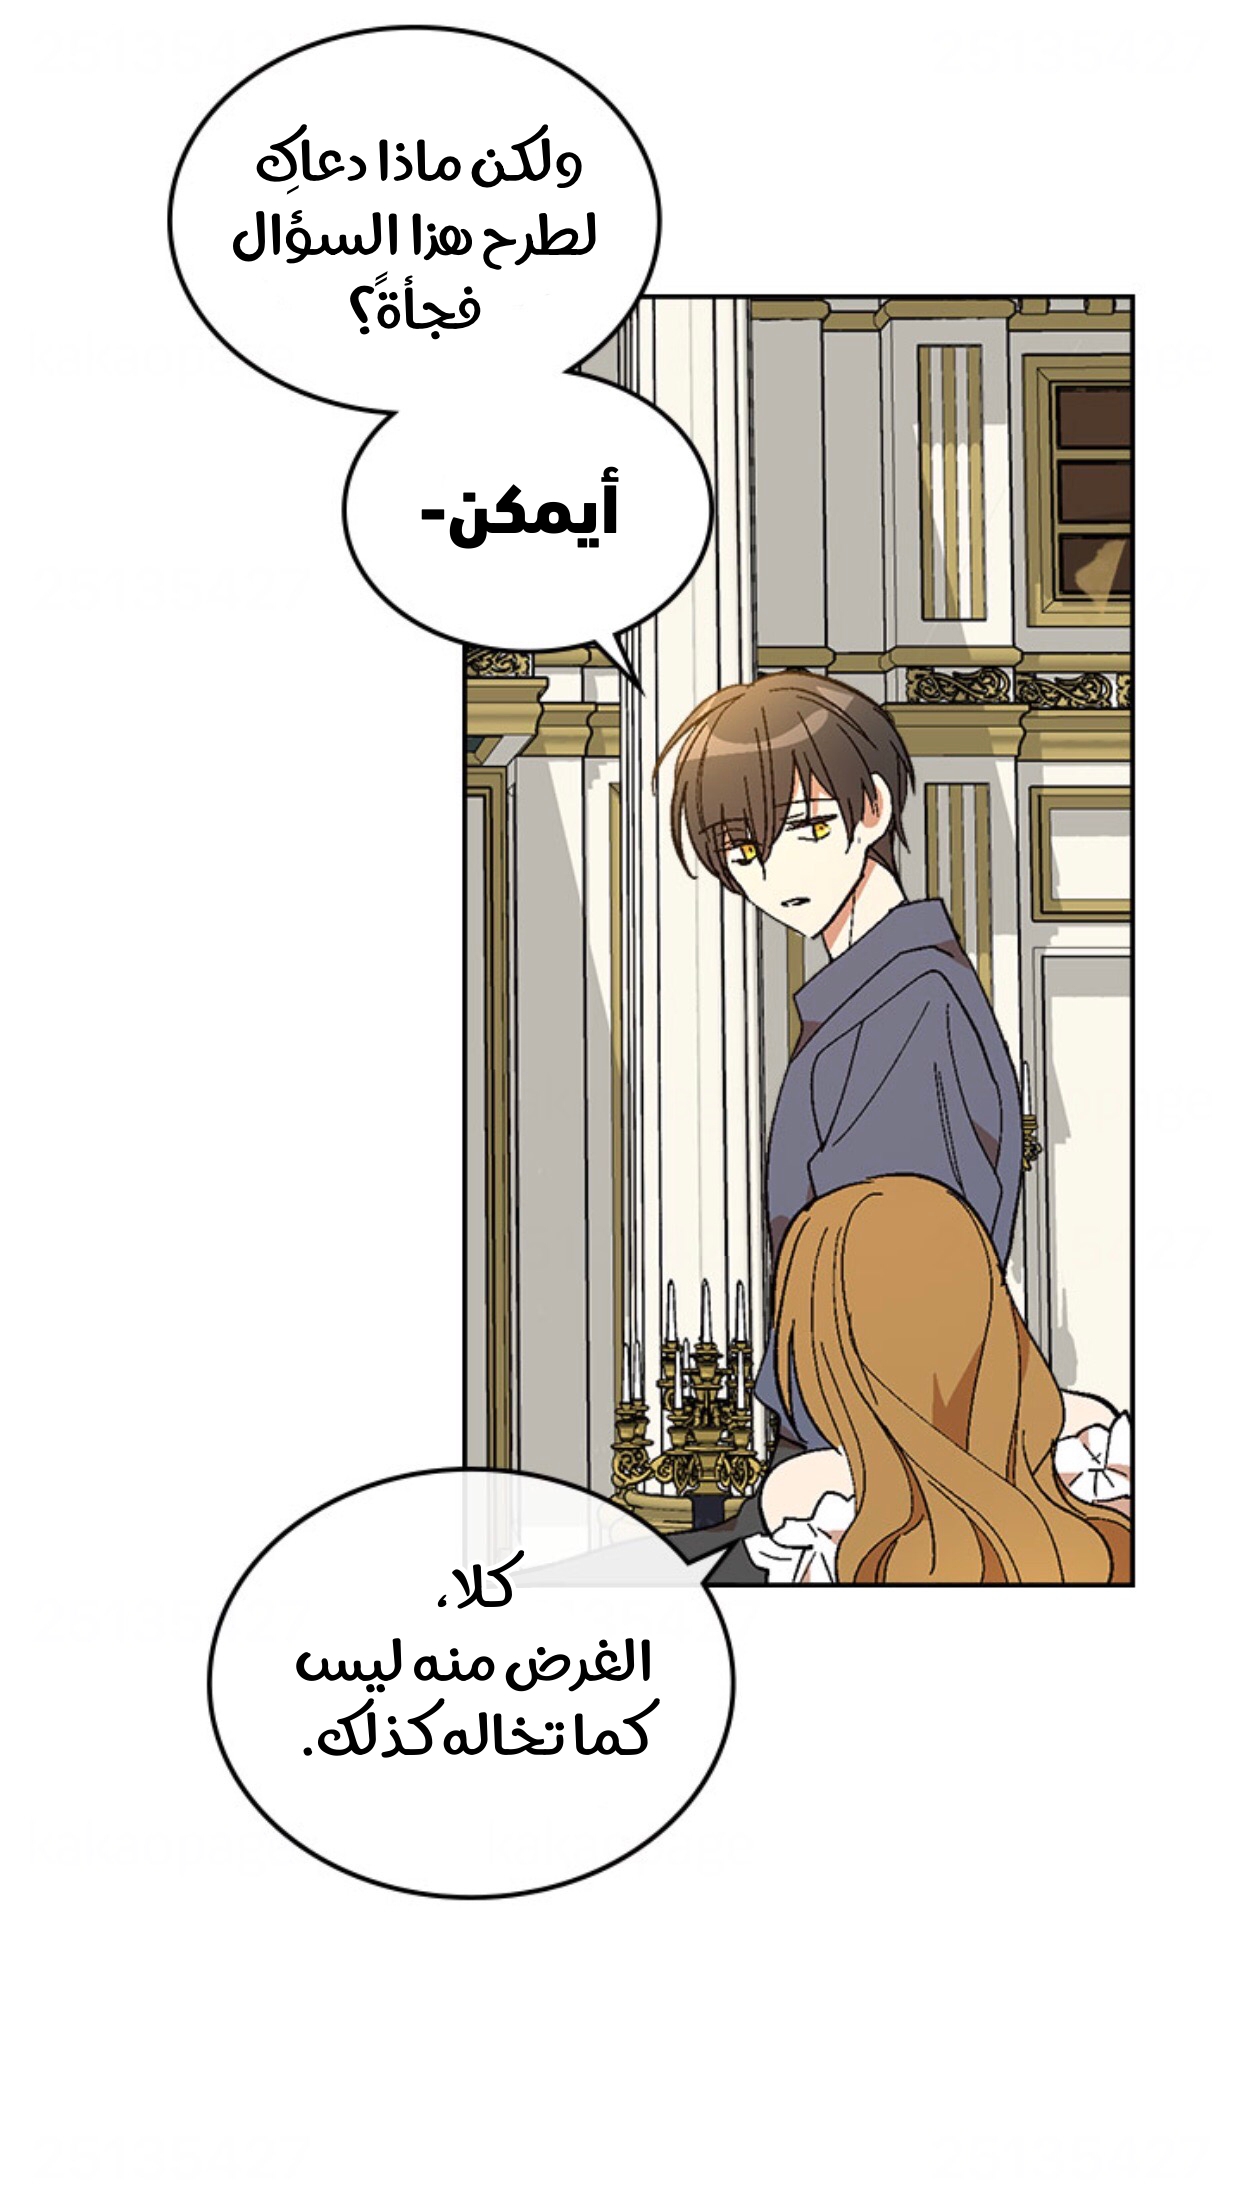 ولكن ماذا دعاكِ
لطرح هذا السؤال
فجأةً؟
أيمكن-
كلا،
الغرض منه ليس
كما تخاله كذلك.